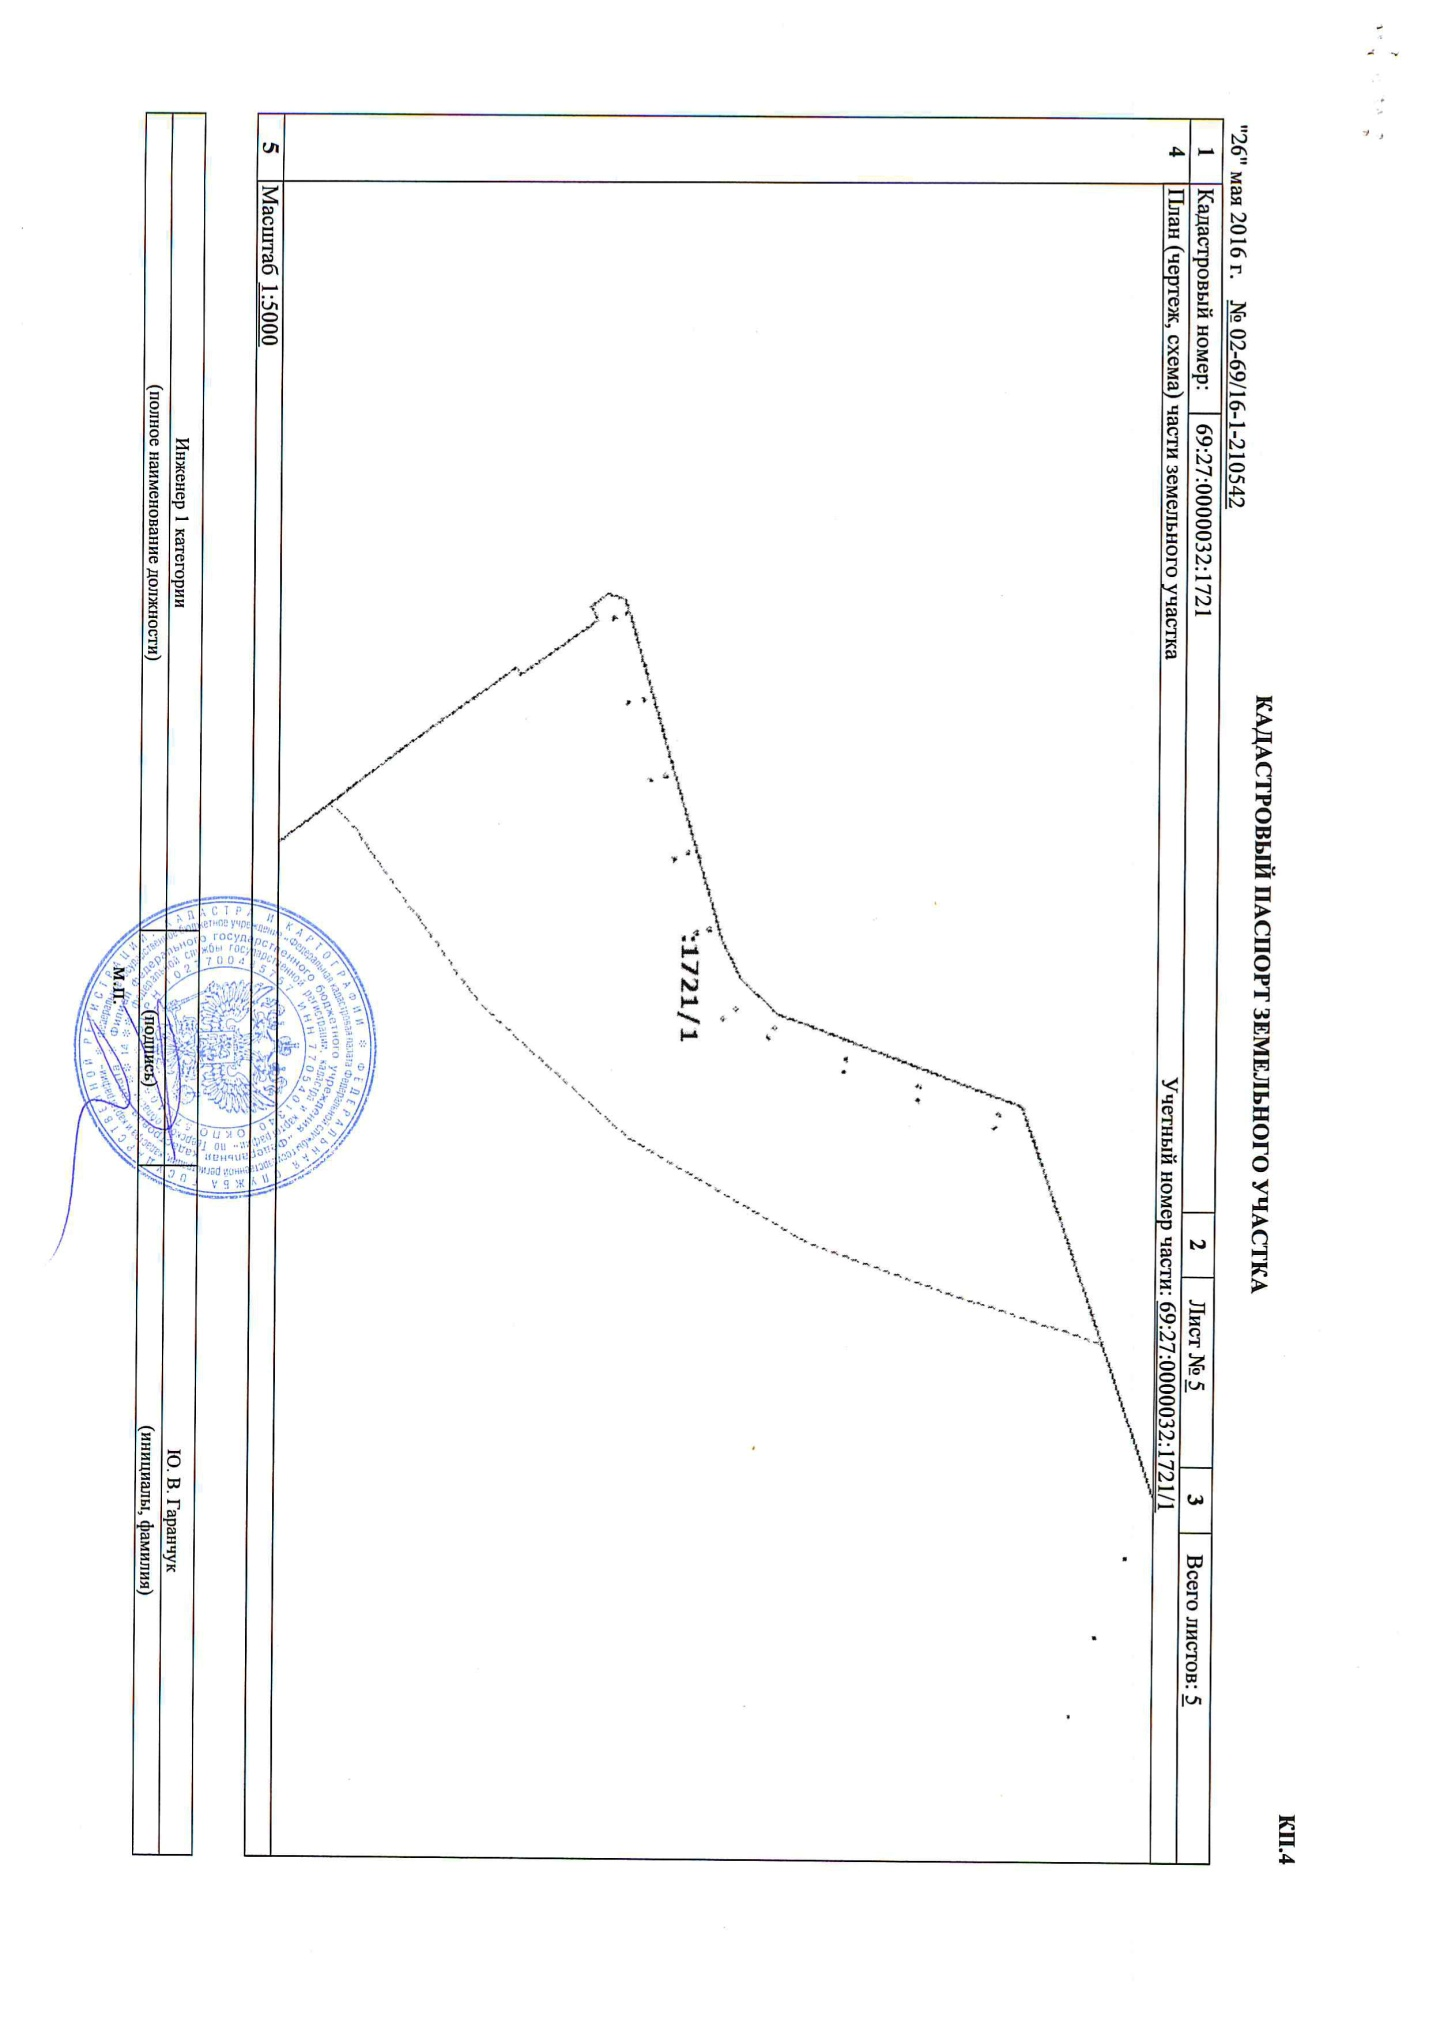 КП.4
КАДАСТРОВЫЙ ПАСПОРТ ЗЕМЕЛЬНОГО УЧАСТКА
"26" мая 2016 г. № 02-69/16-1-210542
1 Кадастровый номер: 69:27:0000032:1721 2 Лист № 5 3 Всего листов: 5
4 План (чертеж, схема) части земельного участка Учетный номер части: 69:27:0000032:1721/1
:1721/1
5 Масштаб 1:5000
Инженер 1 категории Ю. В. Гаранчук
(полное наименование должности) (подпись) (инициалы, фамилия)
М.П.